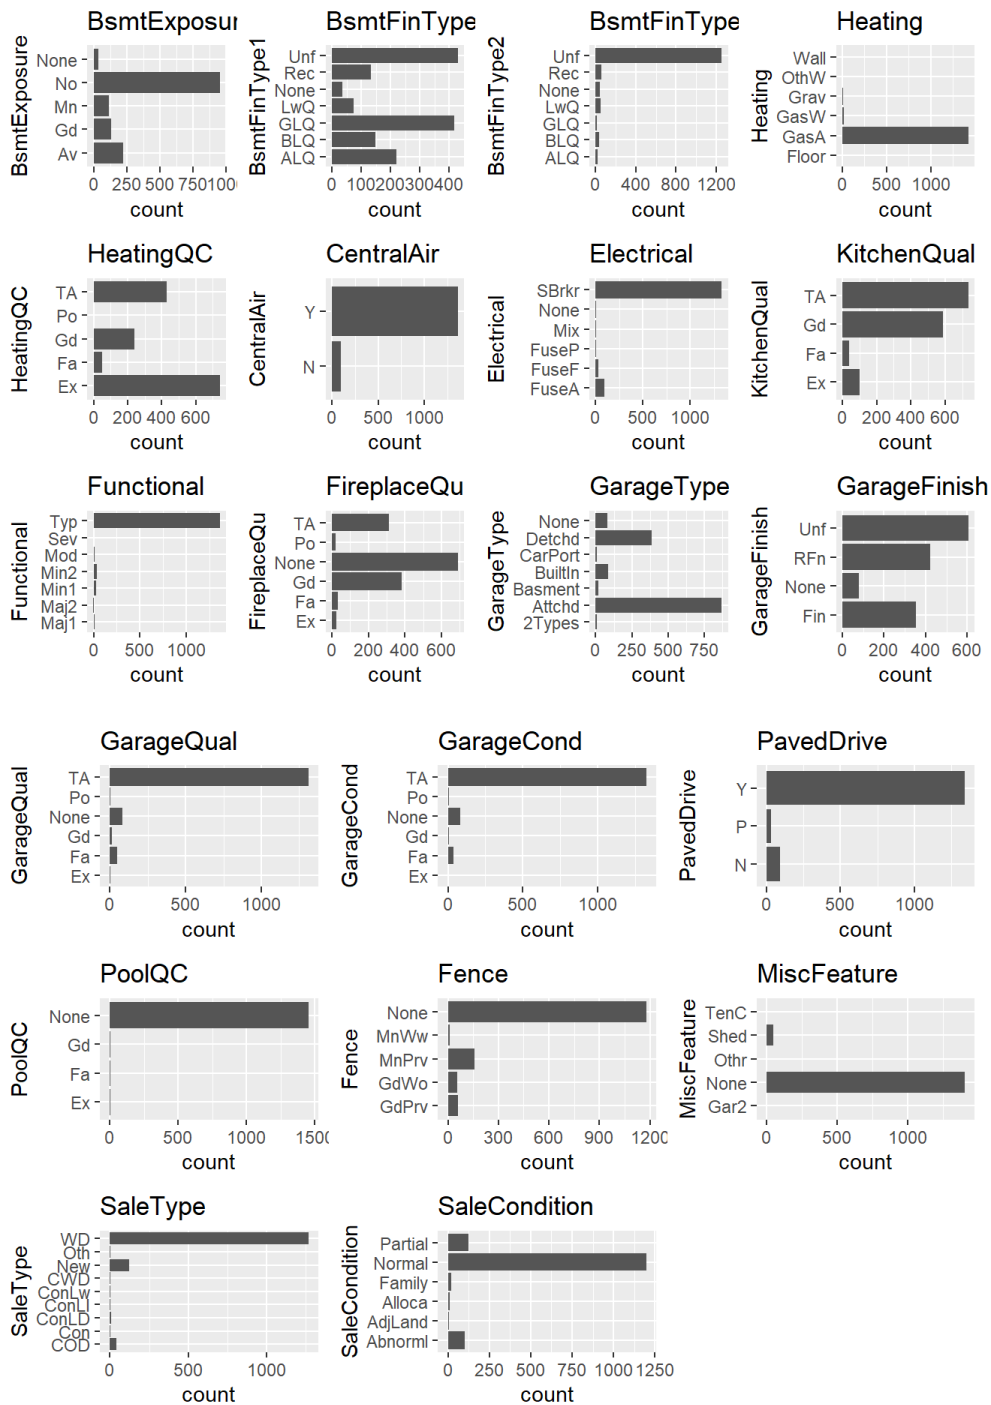 BsmtExposur
BsmtExposure
None
No
Mn
Gd
Av
0 250 500 750 100
count
BsmtFinType
BsmtFinType1
Unf
Rec
None
LwQ
GLQ
BLQ
ALQ
0 100 200 300 400
count
BsmtFinType
BsmtFinType2
Unf
Rec
None
LwQ
GLQ
BLQ
ALQ
0 400 800 1200
count
Heating
Heating
Wall
OthW
Grav
GasW
GasA
Floor
0 500 1000
count
HeatingQC
HeatingQC
TA
Po
Gd
Fa
Ex
0 200 400 600
count
CentralAir
CentralAir
Y
N
0 500 1000
count
Electrical
Electrical
SBrkr
None
Mix
FuseP
FuseF
FuseA
0 500 1000
count
KitchenQual
KitchenQual
TA
Gd
Fa
Ex
0 200 400 600
count
Functional
Functional
Typ
Sev
Mod
Min2
Min1
Maj2
Maj1
0 500 1000
count
FireplaceQu
FireplaceQu
TA
Po
None
Gd
Fa
Ex
0 200 400 600
count
GarageType
GarageType
None
Detchd
CarPort
BuiltIn
Basment
Attchd
2Types
0 250 500 750
count
GarageFinish
GarageFinish
Unf
RFn
None
Fin
0 200 400 600
count
GarageQual
GarageQual
TA
Po
None
Gd
Fa
Ex
0 500 1000
count
GarageCond
GarageCond
TA
Po
None
Gd
Fa
Ex
0 500 1000
count
PavedDrive
PavedDrive
Y
P
N
0 500 1000
count
PoolQC
PoolQC
None
Gd
Fa
Ex
0 500 1000 1500
count
Fence
Fence
None
MnWw
MnPrv
GdWo
GdPrv
0 300 600 900 1200
count
MiscFeature
MiscFeature
TenC
Shed
Othr
None
Gar2
0 500 1000
count
SaleType
SaleType
WD
Oth
New
CWD
ConLw
ConLI
ConLD
Con
COD
0 500 1000
count
SaleCondition
SaleCondition
Partial
Normal
Family
Alloca
AdjLand
Abnorml
0 250 500 750 1000 1250
count